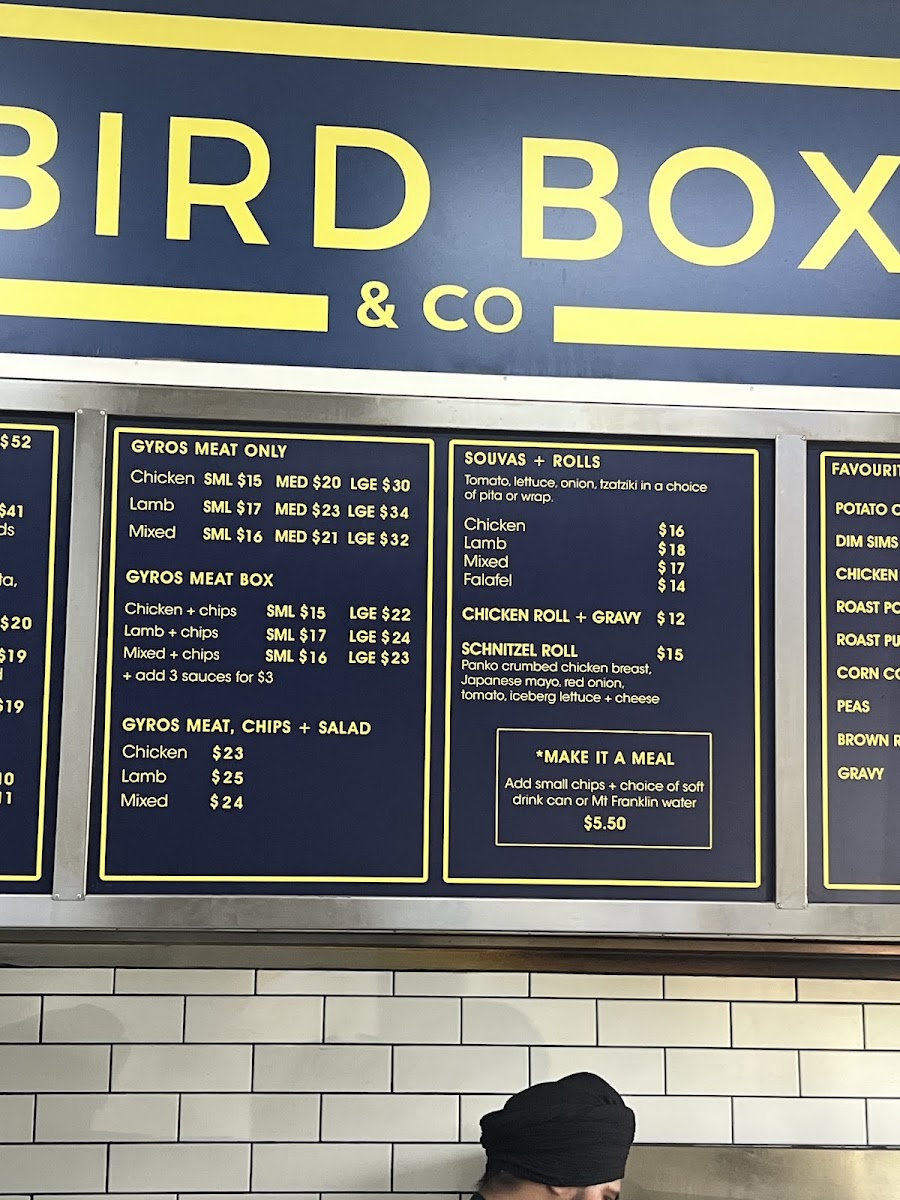 BIRD BOX
& CO
$52
$41
$20
$19
$19
GYROS MEAT ONLY
Chicken SML $15 MED $20 LGE $30
Lamb SML $17 MED $23 LGE $34
Mixed SML $16 MED $21 LGE $32
GYROS MEAT BOX
Chicken + chips SML $15 LGE $22
Lamb + chips SML $17 LGE $24
Mixed + chips SML $16 LGE $23
+ add 3 sauces for $3
GYROS MEAT, CHIPS + SALAD
Chicken $23
Lamb $25
Mixed $24
SOUVAS + ROLLS
Tomato, lettuce, onion, tzatziki in a choice
of pita or wrap.
Chicken $16
Lamb $18
Mixed $17
Falafel $14
CHICKEN ROLL + GRAVY $12
SCHNITZEL ROLL $15
Panko crumbed chicken breast,
Japanese mayo, red onion,
tomato, iceberg lettuce + cheese
*MAKE IT A MEAL
Add small chips + choice of soft
drink can or Mt Franklin water
$5.50
POTATO
DIM SIMS
CHICKEN
ROAST
ROAST
CORN
PEAS
BROWN
GRAVY